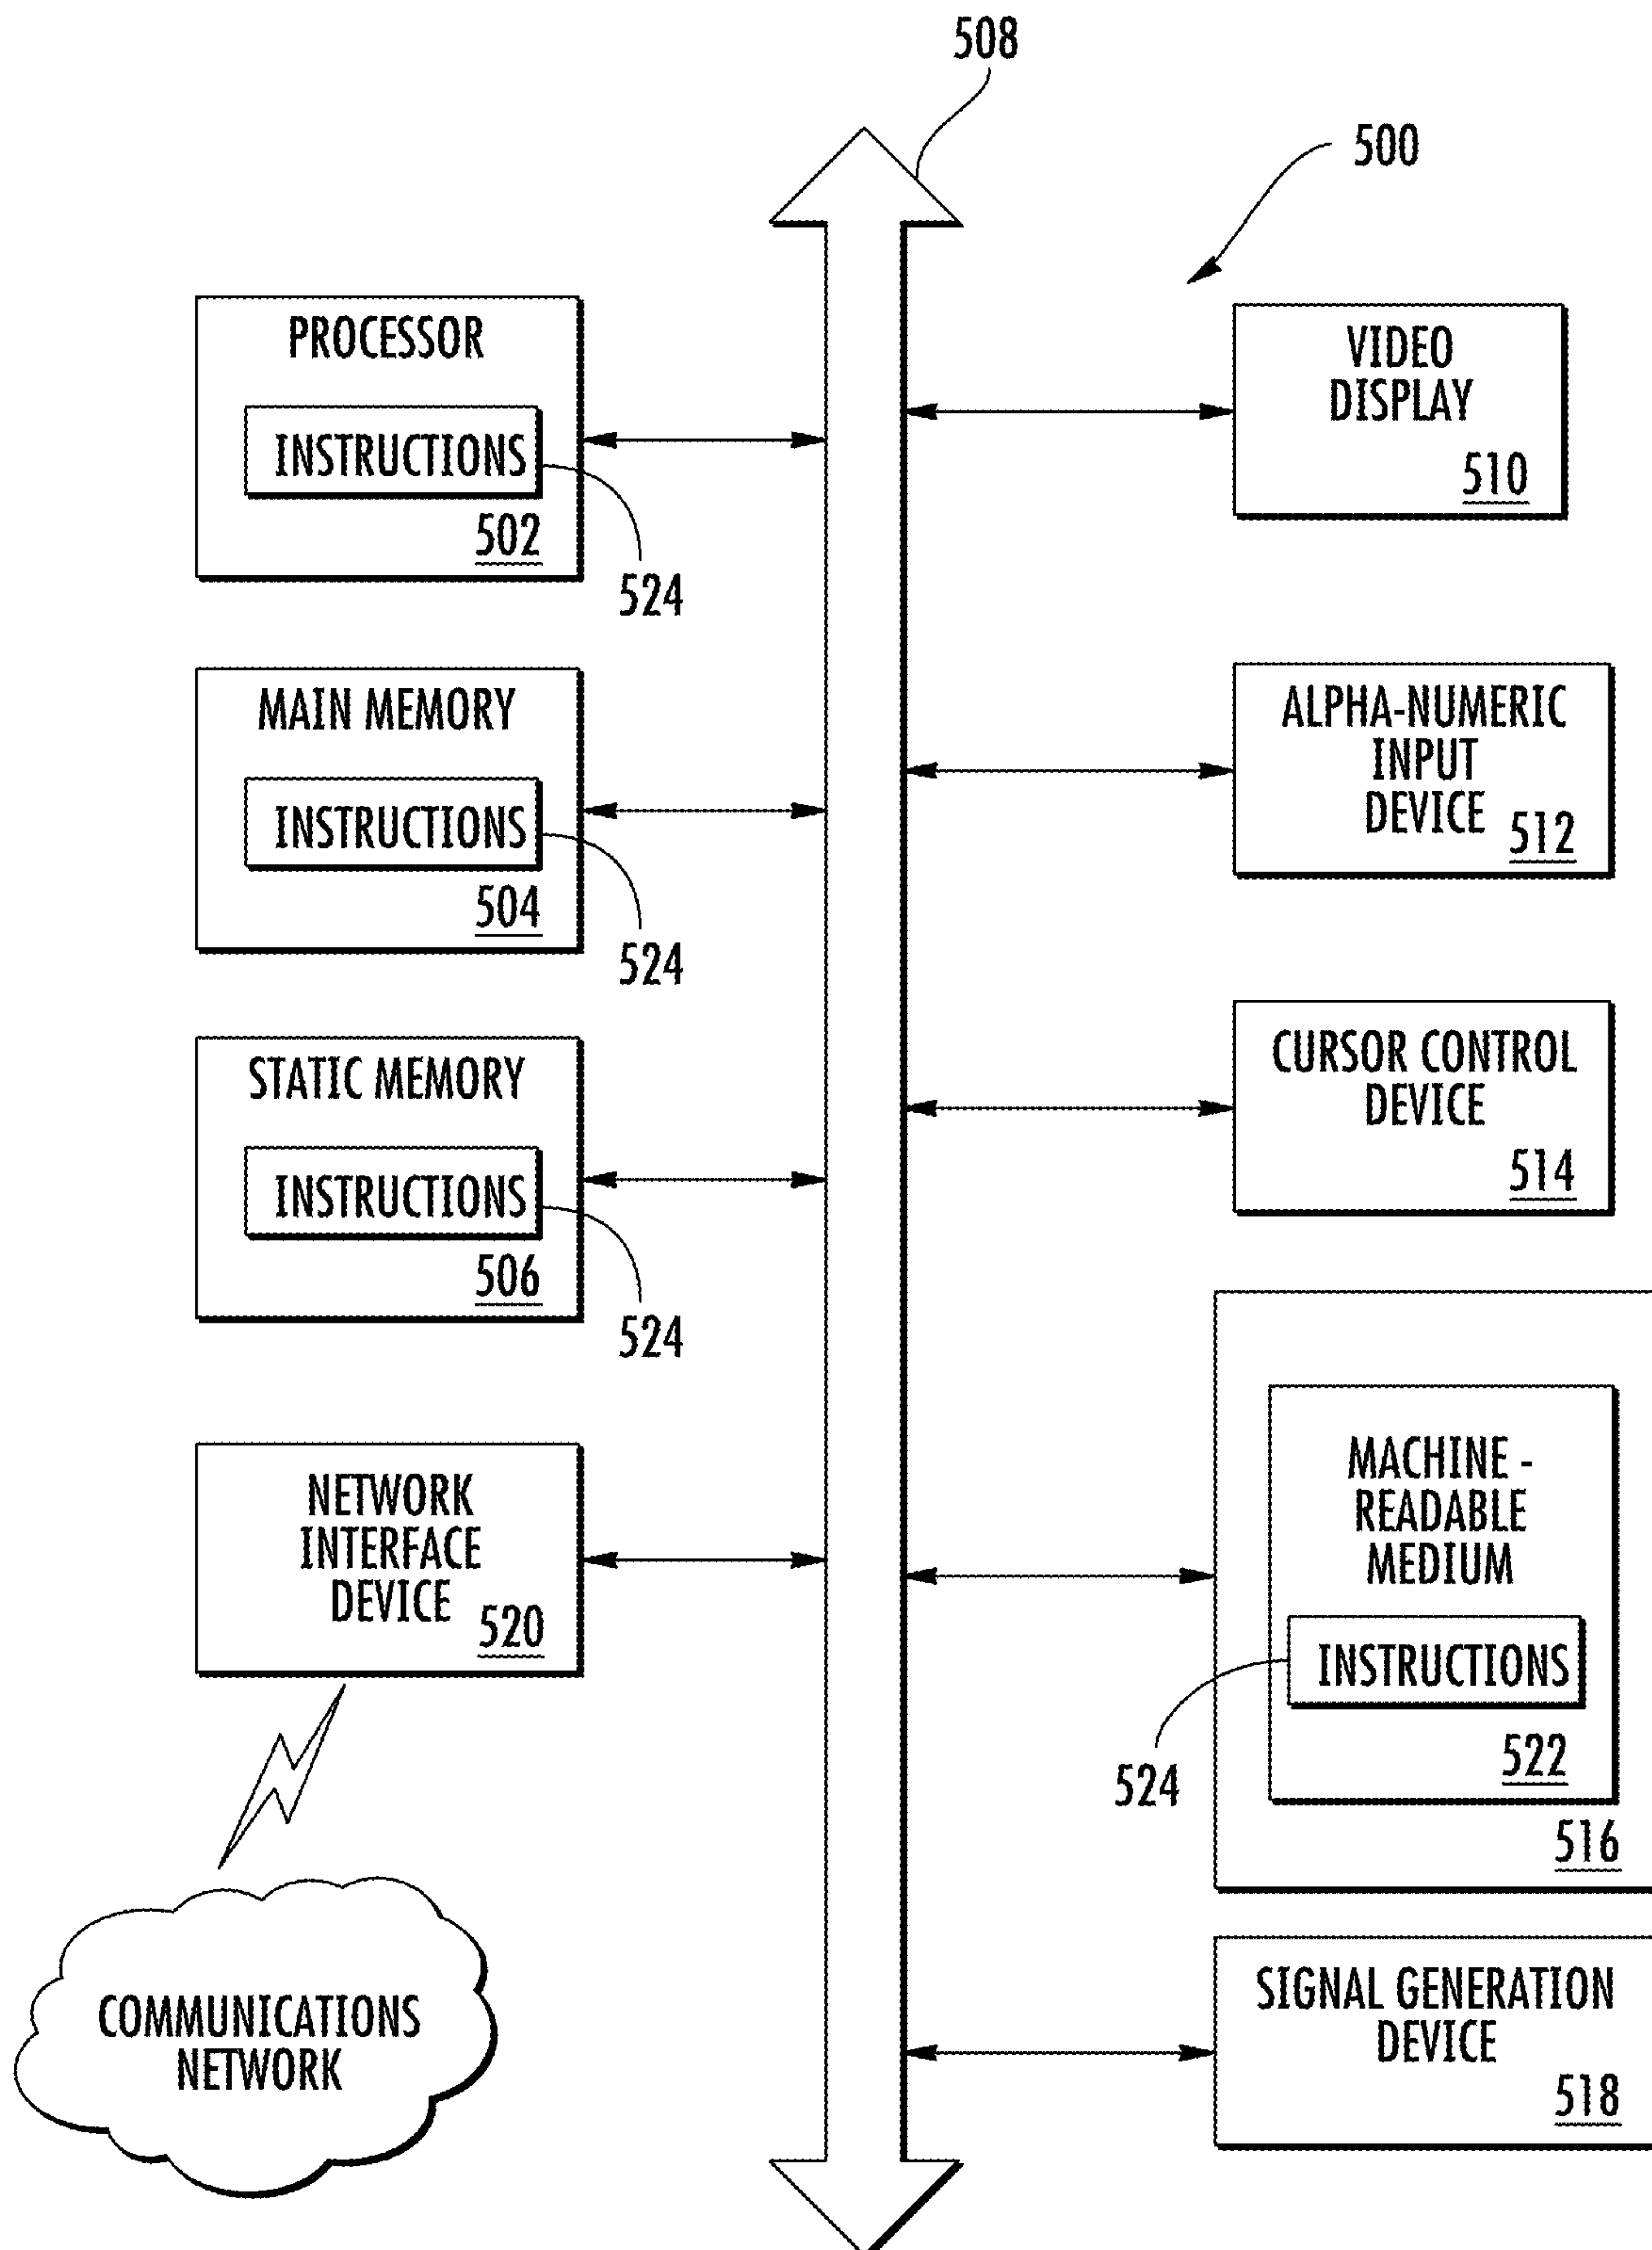 508
500
PROCESSOR
INSTRUCTIONS
502
524
MAIN MEMORY
INSTRUCTIONS
504
524
STATIC MEMORY
INSTRUCTIONS
506
524
NETWORK
INTERFACE
DEVICE
520
COMMUNICATIONS
NETWORK
VIDEO
DISPLAY
510
ALPHA-NUMERIC
INPUT
DEVICE
512
CURSOR CONTROL
DEVICE
514
MACHINE -
READABLE
MEDIUM
INSTRUCTIONS
524
522
516
SIGNAL GENERATION
DEVICE
518